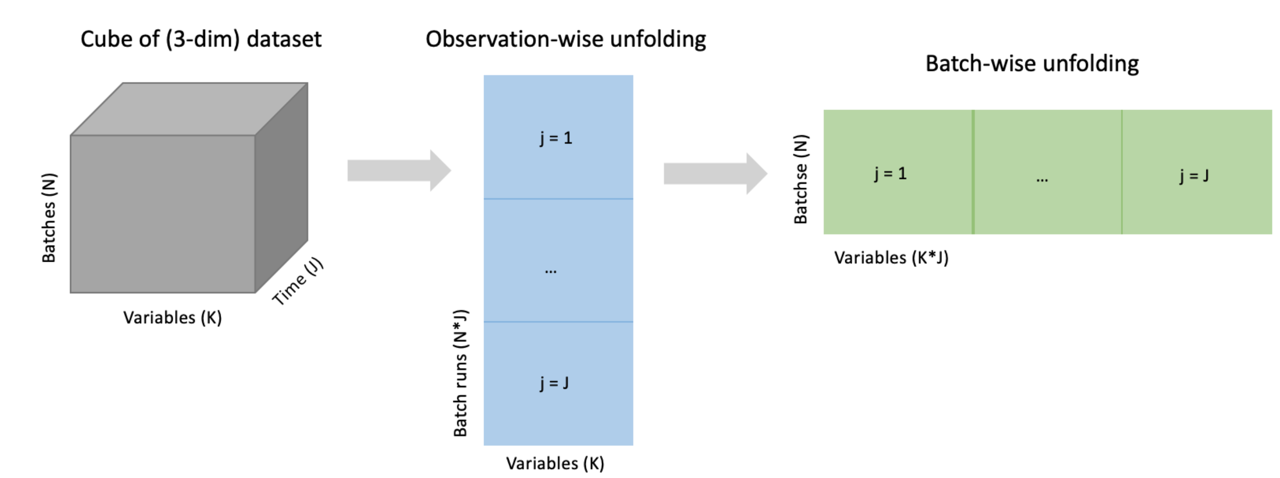 Cube of (3-dim) dataset
Batches (N)
Variables (K)
Time (J)
Observation-wise unfolding
j = 1
...
j = J
Batch runs (N*J)
Variables (K)
Batch-wise unfolding
Batchse (N)
j = 1
...
j = J
Variables (K*J)